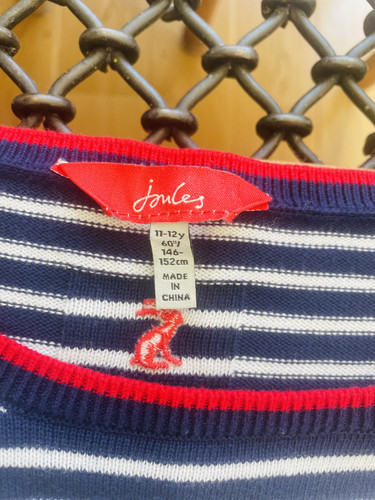 Joules
11-12y
60"/
146-
152cm
MADE
IN
CHINA